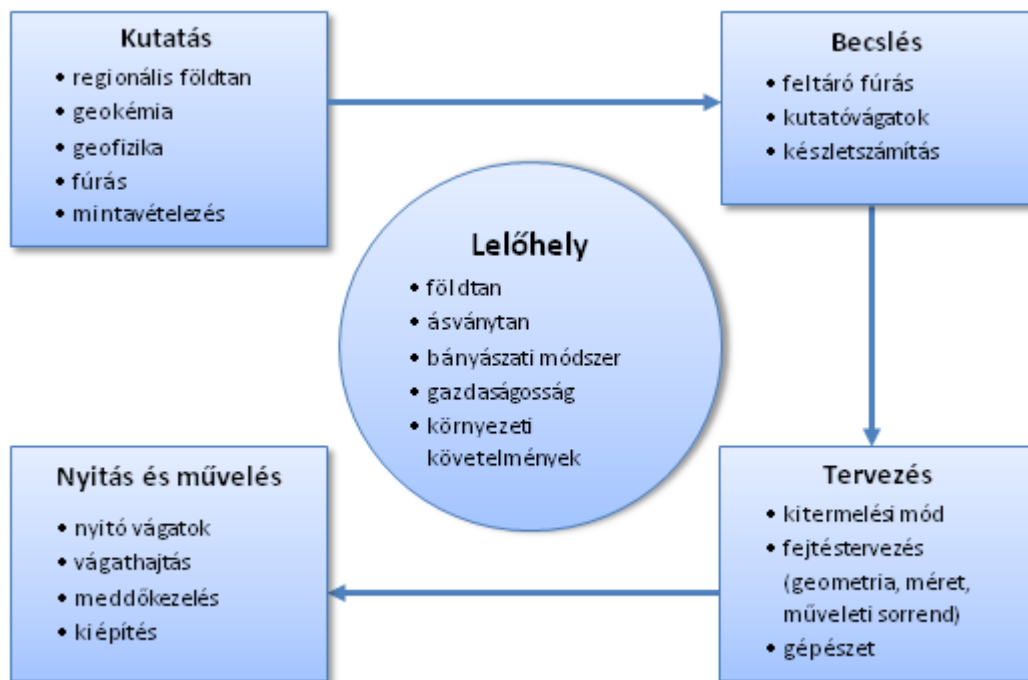 Kutatás
• regionális földtan
• geokémia
• geofizika
• fúrás
• mintavételezés
Becslés
• feltáró fúrás
• kutatóvágatok
• készletszámítás
Lelőhely
• földtan
• ásványtan
• bányászati módszer
• gazdaságosság
• környezeti
követelmények
Nyitás és művelés
• nyitó vágatok
• vágathajtás
• meddőkezelés
• kiépítés
Tervezés
• kitermelési mód
• fejtéstervezés
(geometria, méret,
műveleti sorrend)
• gépészet